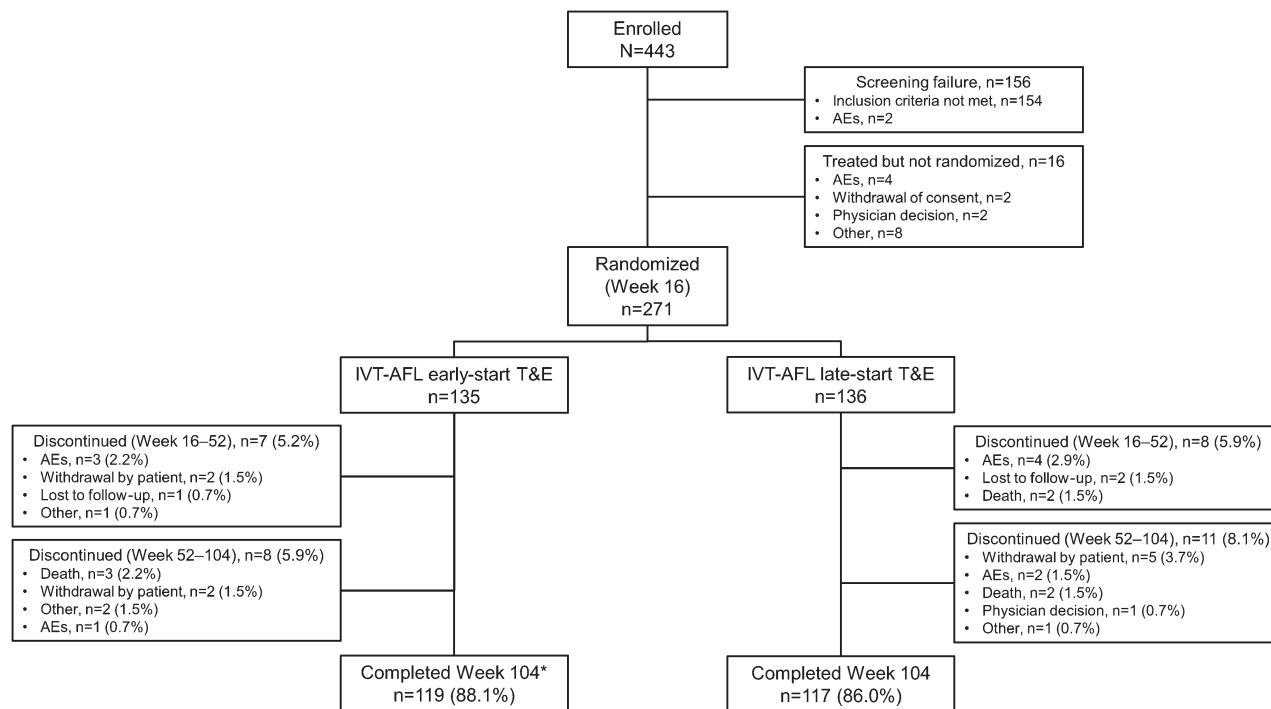 Enrolled
N=443
Screening failure, n=156
• Inclusion criteria not met, n=154
• AEs, n=2
Treated but not randomized, n=16
• AEs, n=4
• Withdrawal of consent, n=2
• Physician decision, n=2
• Other, n=8
Randomized
(Week 16)
n=271
IVT-AFL early-start T&E
n=135
IVT-AFL late-start T&E
n=136
Discontinued (Week 16–52), n=7 (5.2%)
• AEs, n=3 (2.2%)
• Withdrawal by patient, n=2 (1.5%)
• Lost to follow-up, n=1 (0.7%)
• Other, n=1 (0.7%)
Discontinued (Week 16–52), n=8 (5.9%)
• AEs, n=4 (2.9%)
• Lost to follow-up, n=2 (1.5%)
• Death, n=2 (1.5%)
Discontinued (Week 52–104), n=8 (5.9%)
• Death, n=3 (2.2%)
• Withdrawal by patient, n=2 (1.5%)
• Other, n=2 (1.5%)
• AEs, n=1 (0.7%)
Discontinued (Week 52–104), n=11 (8.1%)
• Withdrawal by patient, n=5 (3.7%)
• AEs, n=2 (1.5%)
• Death, n=2 (1.5%)
• Physician decision, n=1 (0.7%)
• Other, n=1 (0.7%)
Completed Week 104*
n=119 (88.1%)
Completed Week 104
n=117 (86.0%)